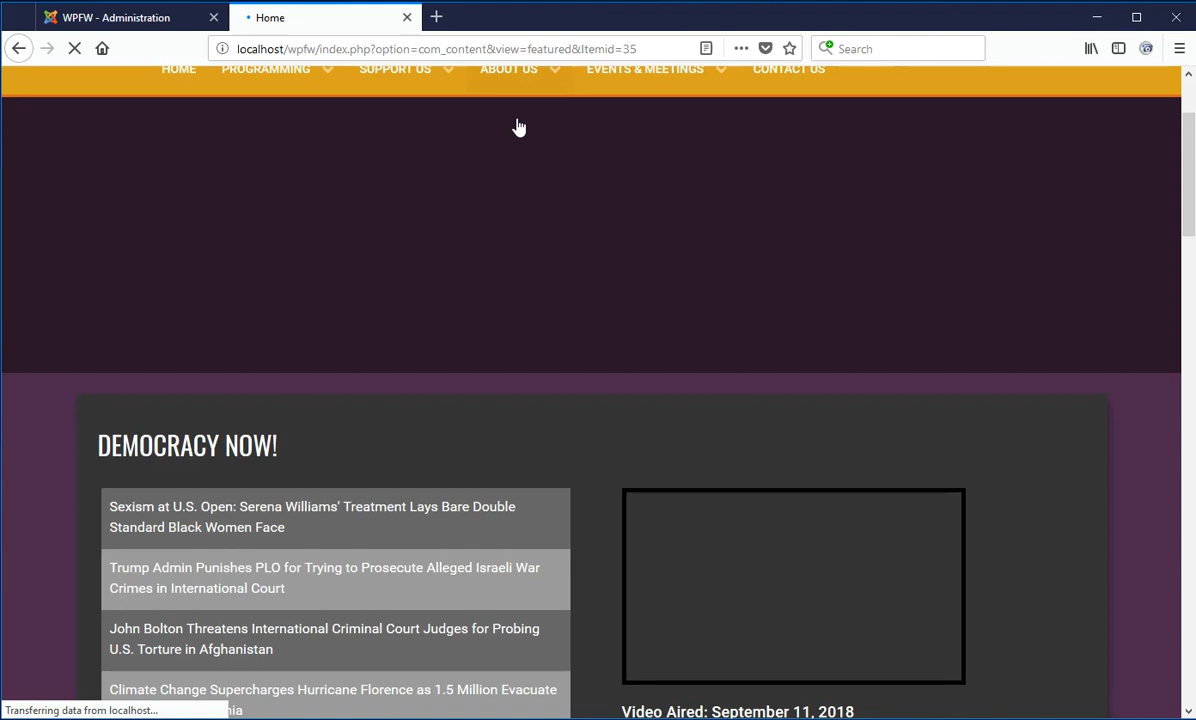 WPFW - Administration
Home
localhost/wpfw/index.php?option=com_content&view=featured&Itemid=35
Search
HOME PROGRAMMING SUPPORT US ABOUT US EVENTS & MEETINGS CONTACT US
DEMOCRACY NOW!
Sexism at U.S. Open: Serena Williams' Treatment Lays Bare Double
Standard Black Women Face
Trump Admin Punishes PLO for Trying to Prosecute Alleged Israeli War
Crimes in International Court
John Bolton Threatens International Criminal Court Judges for Probing
U.S. Torture in Afghanistan
Climate Change Supercharges Hurricane Florence as 1.5 Million Evacuate
Transferring data from localhost...
Video Aired: September 11, 2018